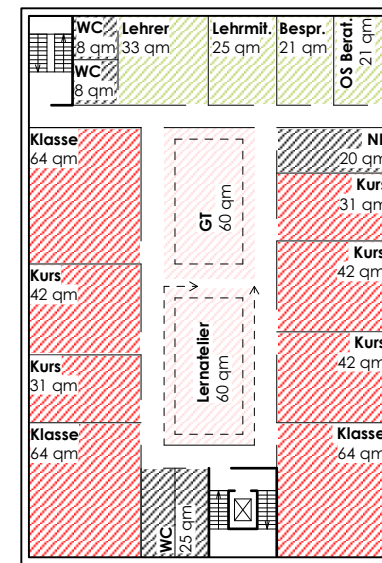 WC
8 qm
WC
8 qm
Lehrer
33 qm
Lehrmit.
25 qm
Bespr.
21 qm
OS Berat.
21 qm
Klasse
64 qm
Kurs
42 qm
Kurs
31 qm
Klasse
64 qm
GT
60 qm
Lernatelier
60 qm
20 qm
Kurs
31 qm
Kurs
42 qm
Kurs
42 qm
Klasse
64 qm
WC
25 qm